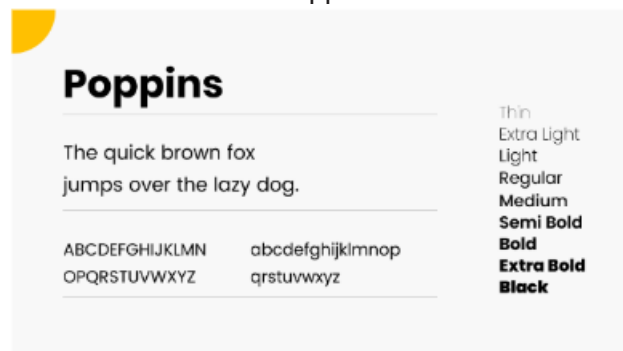 Poppins
The quick brown fox
jumps over the lazy dog.
ABCDEFGHIJKLMN
OPQRSTUVWXYZ
abcdefghijklmnop
qrstuvwxyz
Thin
Extra Light
Light
Regular
Medium
Semi Bold
Bold
Extra Bold
Black